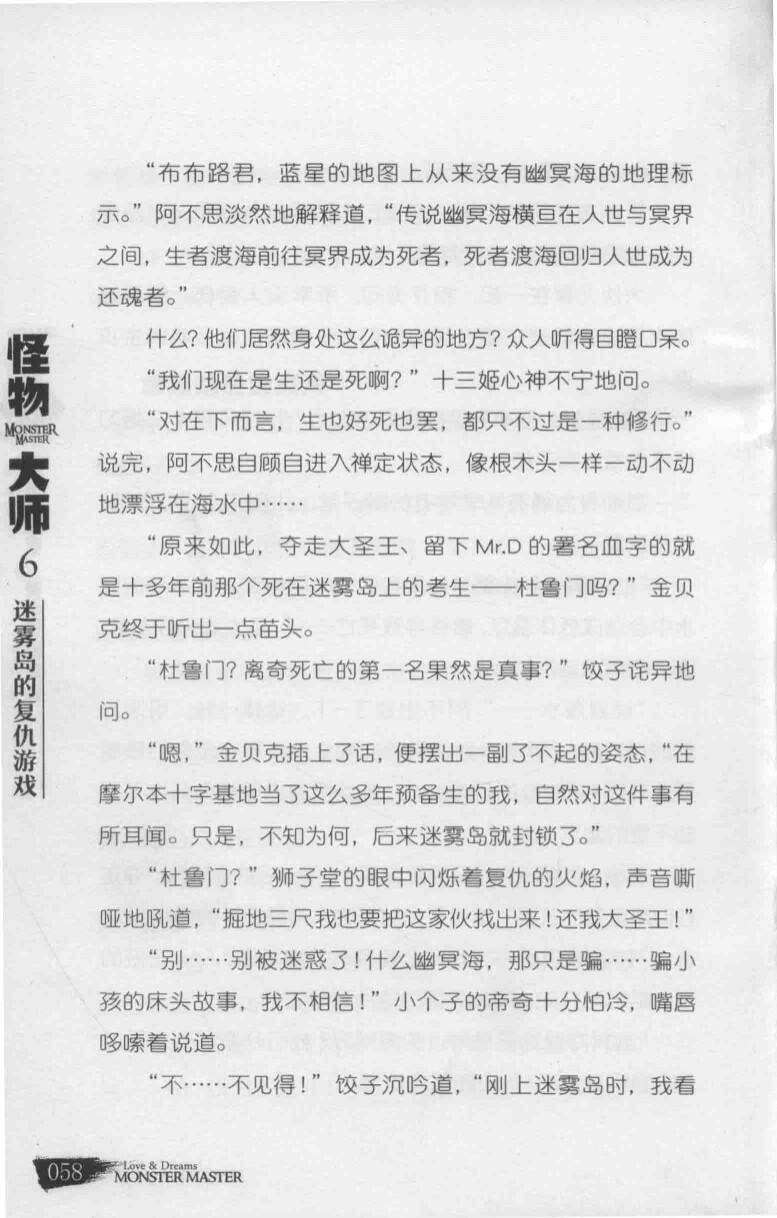 “布布路君，蓝星的地图上从来没有幽冥海的地理标
示。”阿不思淡然地解释道，“传说幽冥海横亘在人世与冥界
之间，生者渡海前往冥界成为死者，死者渡海回归人世成为
还魂者。”
什么？他们居然身处这么诡异的地方？众人听得目瞪口呆。
“我们现在是生还是死啊？”十三姬心神不宁地问。
“对在下而言，生也好死也罢，都只不过是一种修行。”
说完，阿不思自顾自进入禅定状态，像根木头一样一动不动
地漂浮在海水中……
“原来如此，夺走大圣王、留下Mr.D的署名血字的就
是十多年前那个死在迷雾岛上的考生——杜鲁门吗？”金贝
克终于听出一点苗头。
“杜鲁门？离奇死亡的第一名果然是真事？”饺子诧异地
问。
“嗯，”金贝克插上了话，便摆出一副了不起的姿态，“在
摩尔本十字基地当了这么多年预备生的我，自然对这件事有
所耳闻。只是，不知为何，后来迷雾岛就封锁了。”
“杜鲁门？”狮子堂的眼中闪烁着复仇的火焰，声音嘶
哑地吼道，“掘地三尺我也要把这家伙找出来！还我大圣王！”
“别……别被迷惑了！什么幽冥海，那只是骗……骗小
孩的床头故事，我不相信！”小个子的帝奇十分怕冷，嘴唇
哆嗦着说道。
“不……不见得！”饺子沉吟道，“刚上迷雾岛时，我看
怪物
MONSTER
MASTER
大师
6
迷雾岛的复仇游戏
058
Love & Dreams
MONSTER MASTER